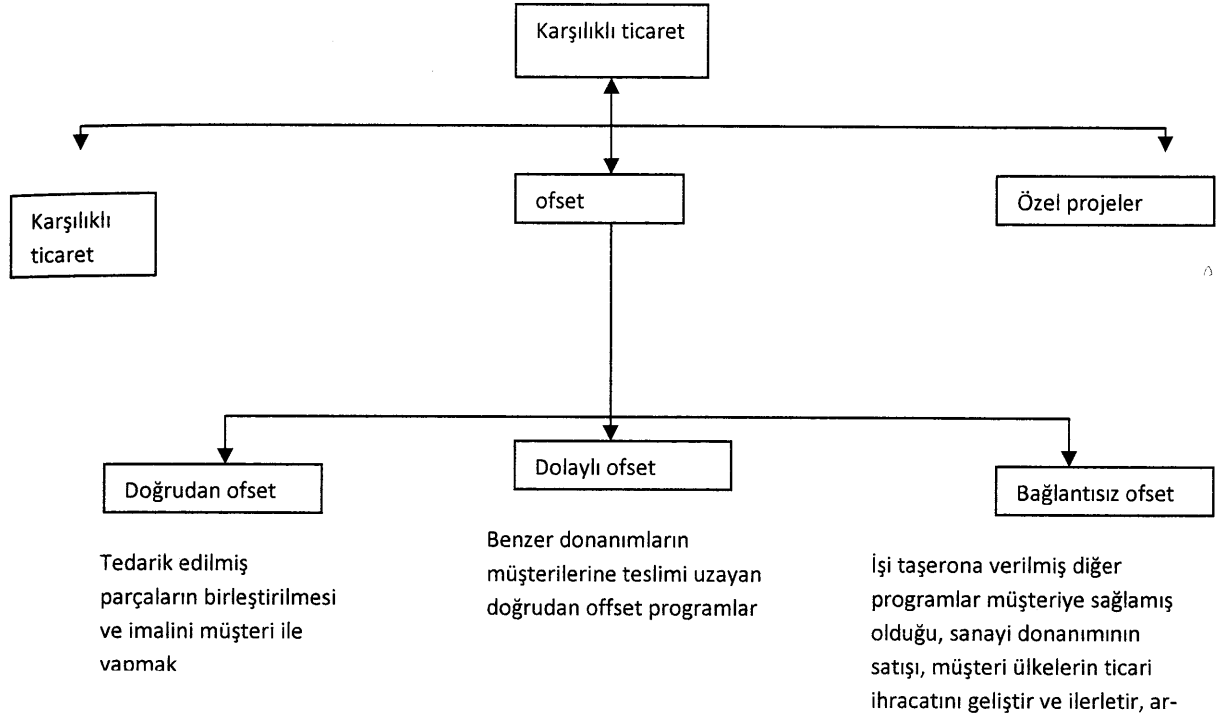 Karşılıklı ticaret
Karşılıklı
ticaret
ofset
Özel projeler
Doğrudan ofset
Dolaylı ofset
Bağlantısız ofset
Tedarik edilmiş
parçaların birleştirilmesi
ve imalini müşteri ile
yapmak
Benzer donanımların
müşterilerine teslimi uzayan
doğrudan offset programlar
İşi taşerona verilmiş diğer
programlar müşteriye sağlamış
olduğu, sanayi donanımının
satışı, müşteri ülkelerin ticari
ihracatını geliştir ve ilerletir, ar-